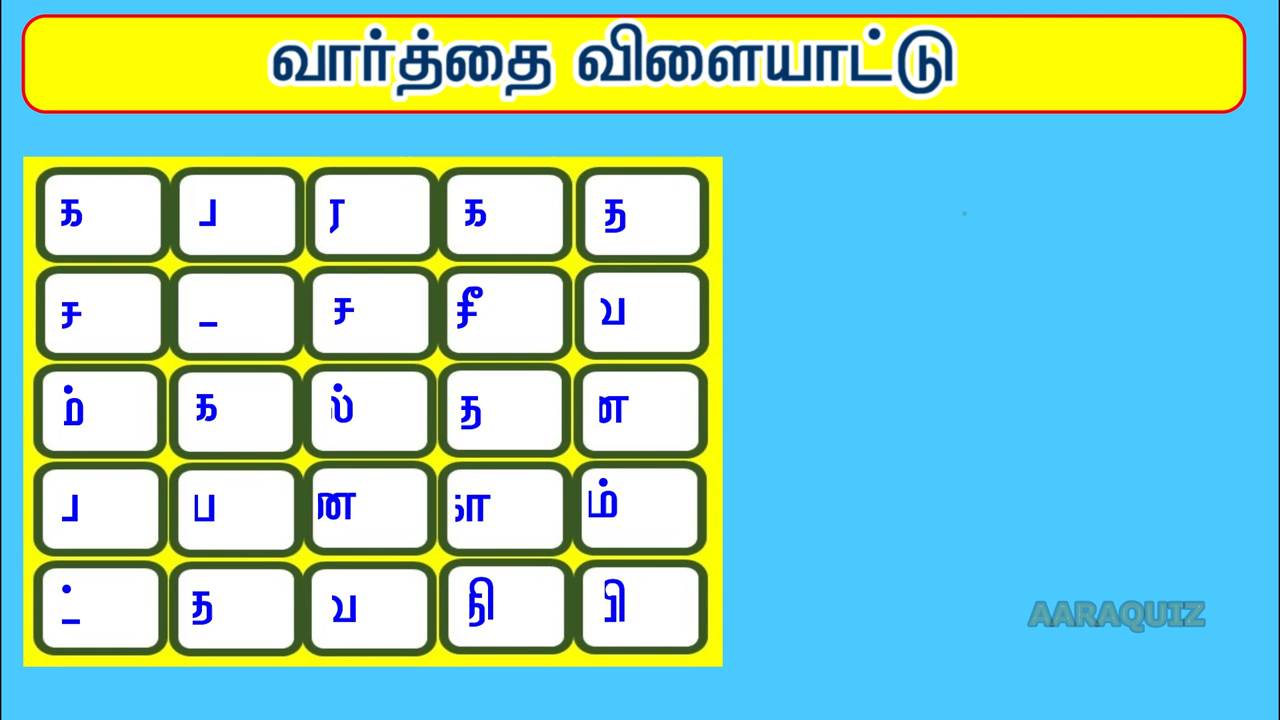 வார்த்தை விளையாட்டு
க ர க த
ச ச சீ வ
ம் க ல் த
ப ம்
த வ நி பி
AARAQUIZ